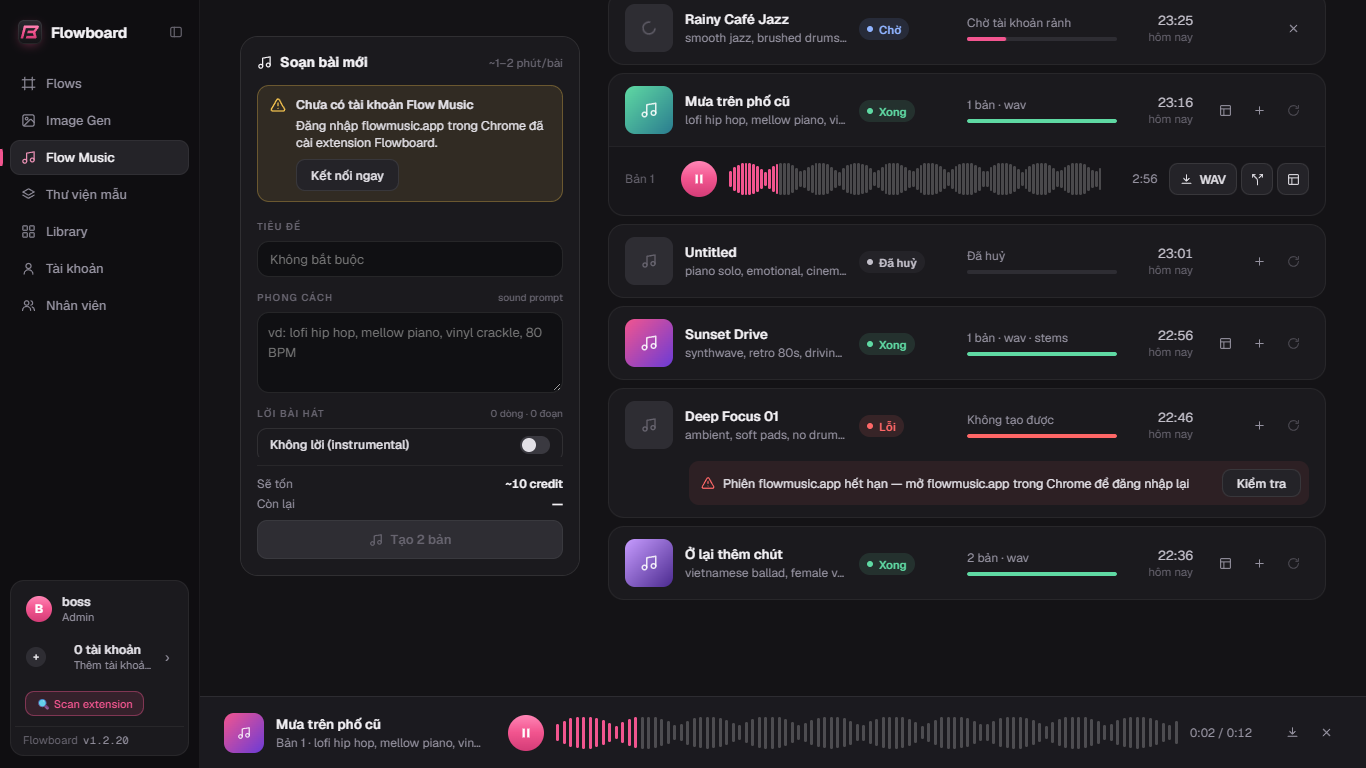 Flowboard
Flows
Image Gen
Flow Music
Thư viện mẫu
Library
Tài khoản
Nhân viên
B
boss
Admin
+
0 tài khoản
Thêm tài khoả...
Scan extension
Flowboard v1.2.20
Soạn bài mới
~1–2 phút/bài
Chưa có tài khoản Flow Music
Đăng nhập flowmusic.app trong Chrome đã
cài extension Flowboard.
Kết nối ngay
TIÊU ĐỀ
Không bắt buộc
PHONG CÁCH
sound prompt
vd: lofi hip hop, mellow piano, vinyl crackle, 80
BPM
LỜI BÀI HÁT
0 dòng · 0 đoạn
Không lời (instrumental)
Sẽ tốn
~10 credit
Còn lại
—
Tạo 2 bản
Rainy Café Jazz
smooth jazz, brushed drums...
Chờ
Chờ tài khoản rảnh
23:25
hôm nay
Mưa trên phố cũ
lofi hip hop, mellow piano, vi...
Xong
1 bản · wav
23:16
hôm nay
Bản 1
2:56
WAV
Untitled
piano solo, emotional, cinem...
Đã huỷ
Đã huỷ
23:01
hôm nay
Sunset Drive
synthwave, retro 80s, drivin...
Xong
1 bản · wav · stems
22:56
hôm nay
Deep Focus 01
ambient, soft pads, no drum...
Lỗi
Không tạo được
22:46
hôm nay
Phiên flowmusic.app hết hạn — mở flowmusic.app trong Chrome để đăng nhập lại
Kiểm tra
Ở lại thêm chút
vietnamese ballad, female v...
Xong
2 bản · wav
22:36
hôm nay
Mưa trên phố cũ
Bản 1 · lofi hip hop, mellow piano, vin...
0:02 / 0:12